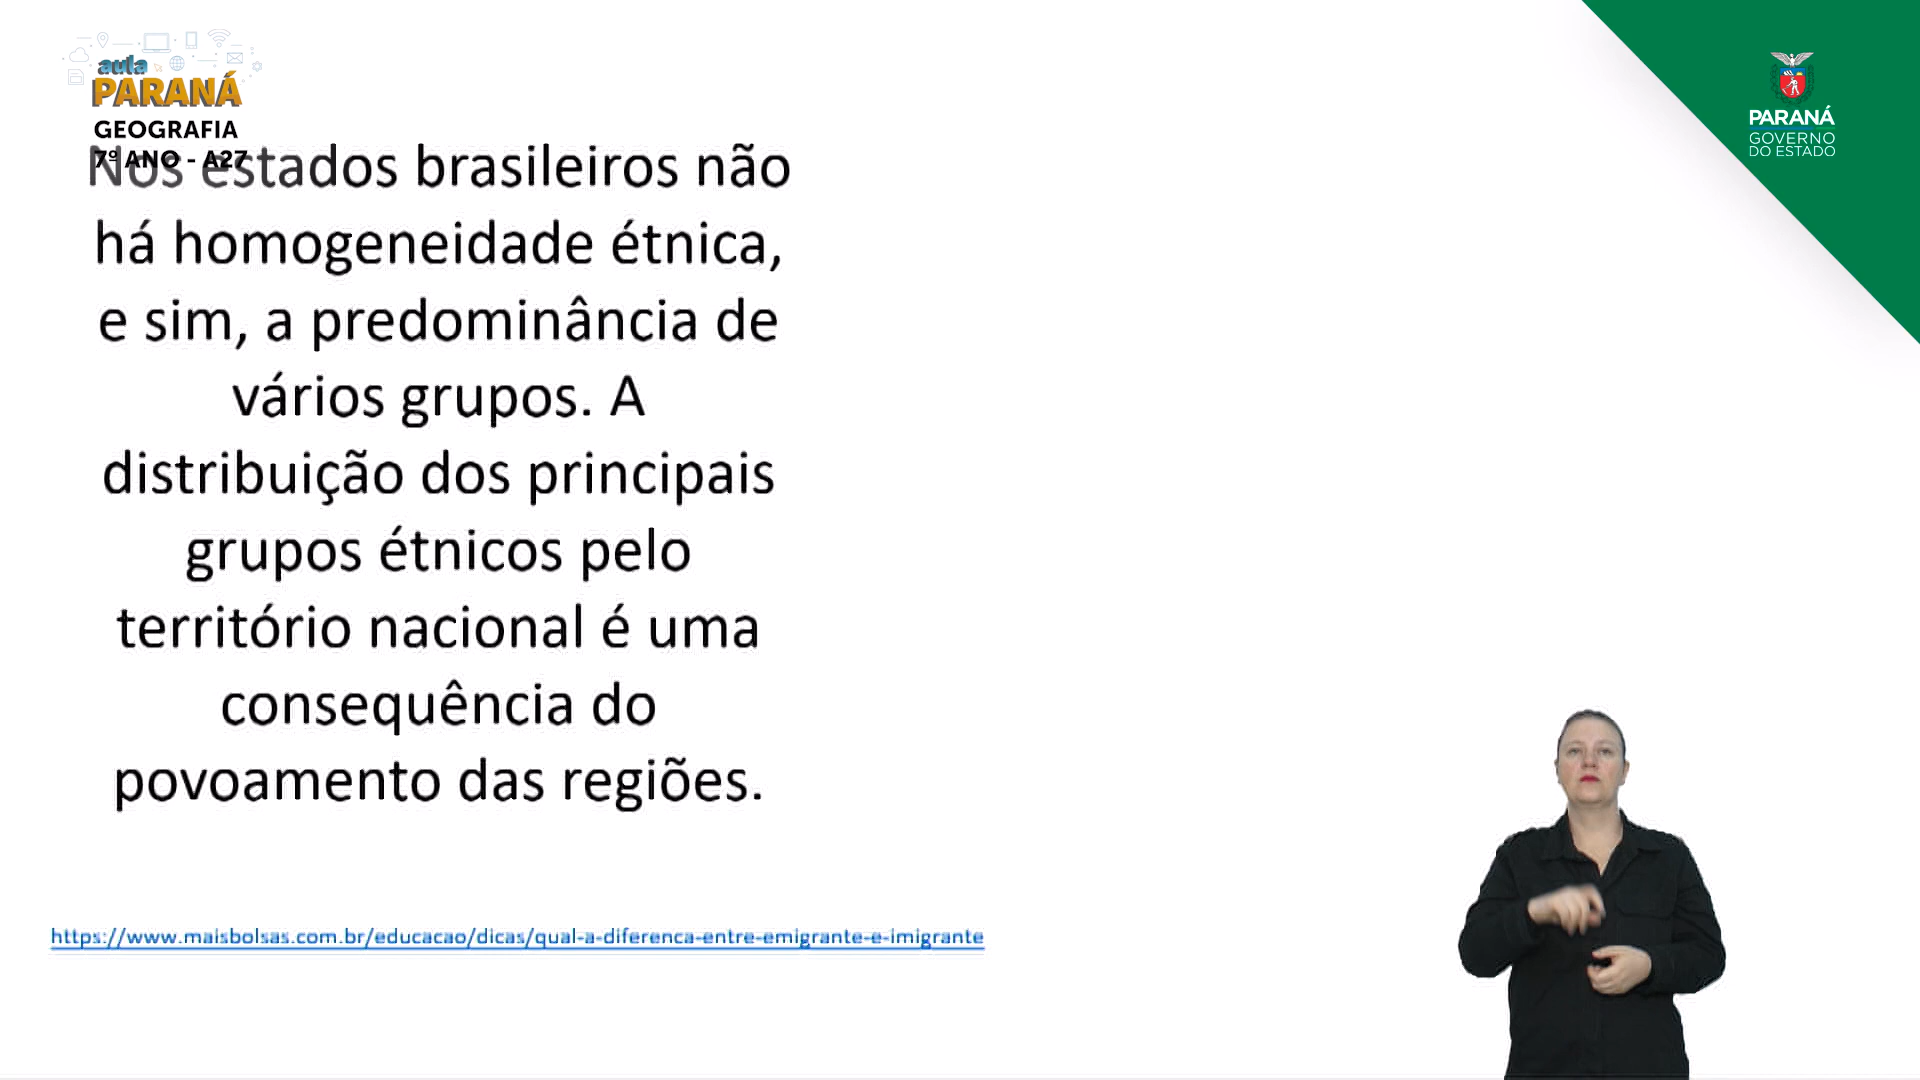 aula
PARANÁ
GEOGRAFIA
7º ANO - A27
Nos estados brasileiros não
há homogeneidade étnica,
e sim, a predominância de
vários grupos. A
distribuição dos principais
grupos étnicos pelo
território nacional é uma
consequência do
povoamento das regiões.
https://www.maisbolsas.com.br/educacao/dicas/qual-a-diferenca-entre-emigrante-e-imigrante
PARANÁ
GOVERNO
DO ESTADO